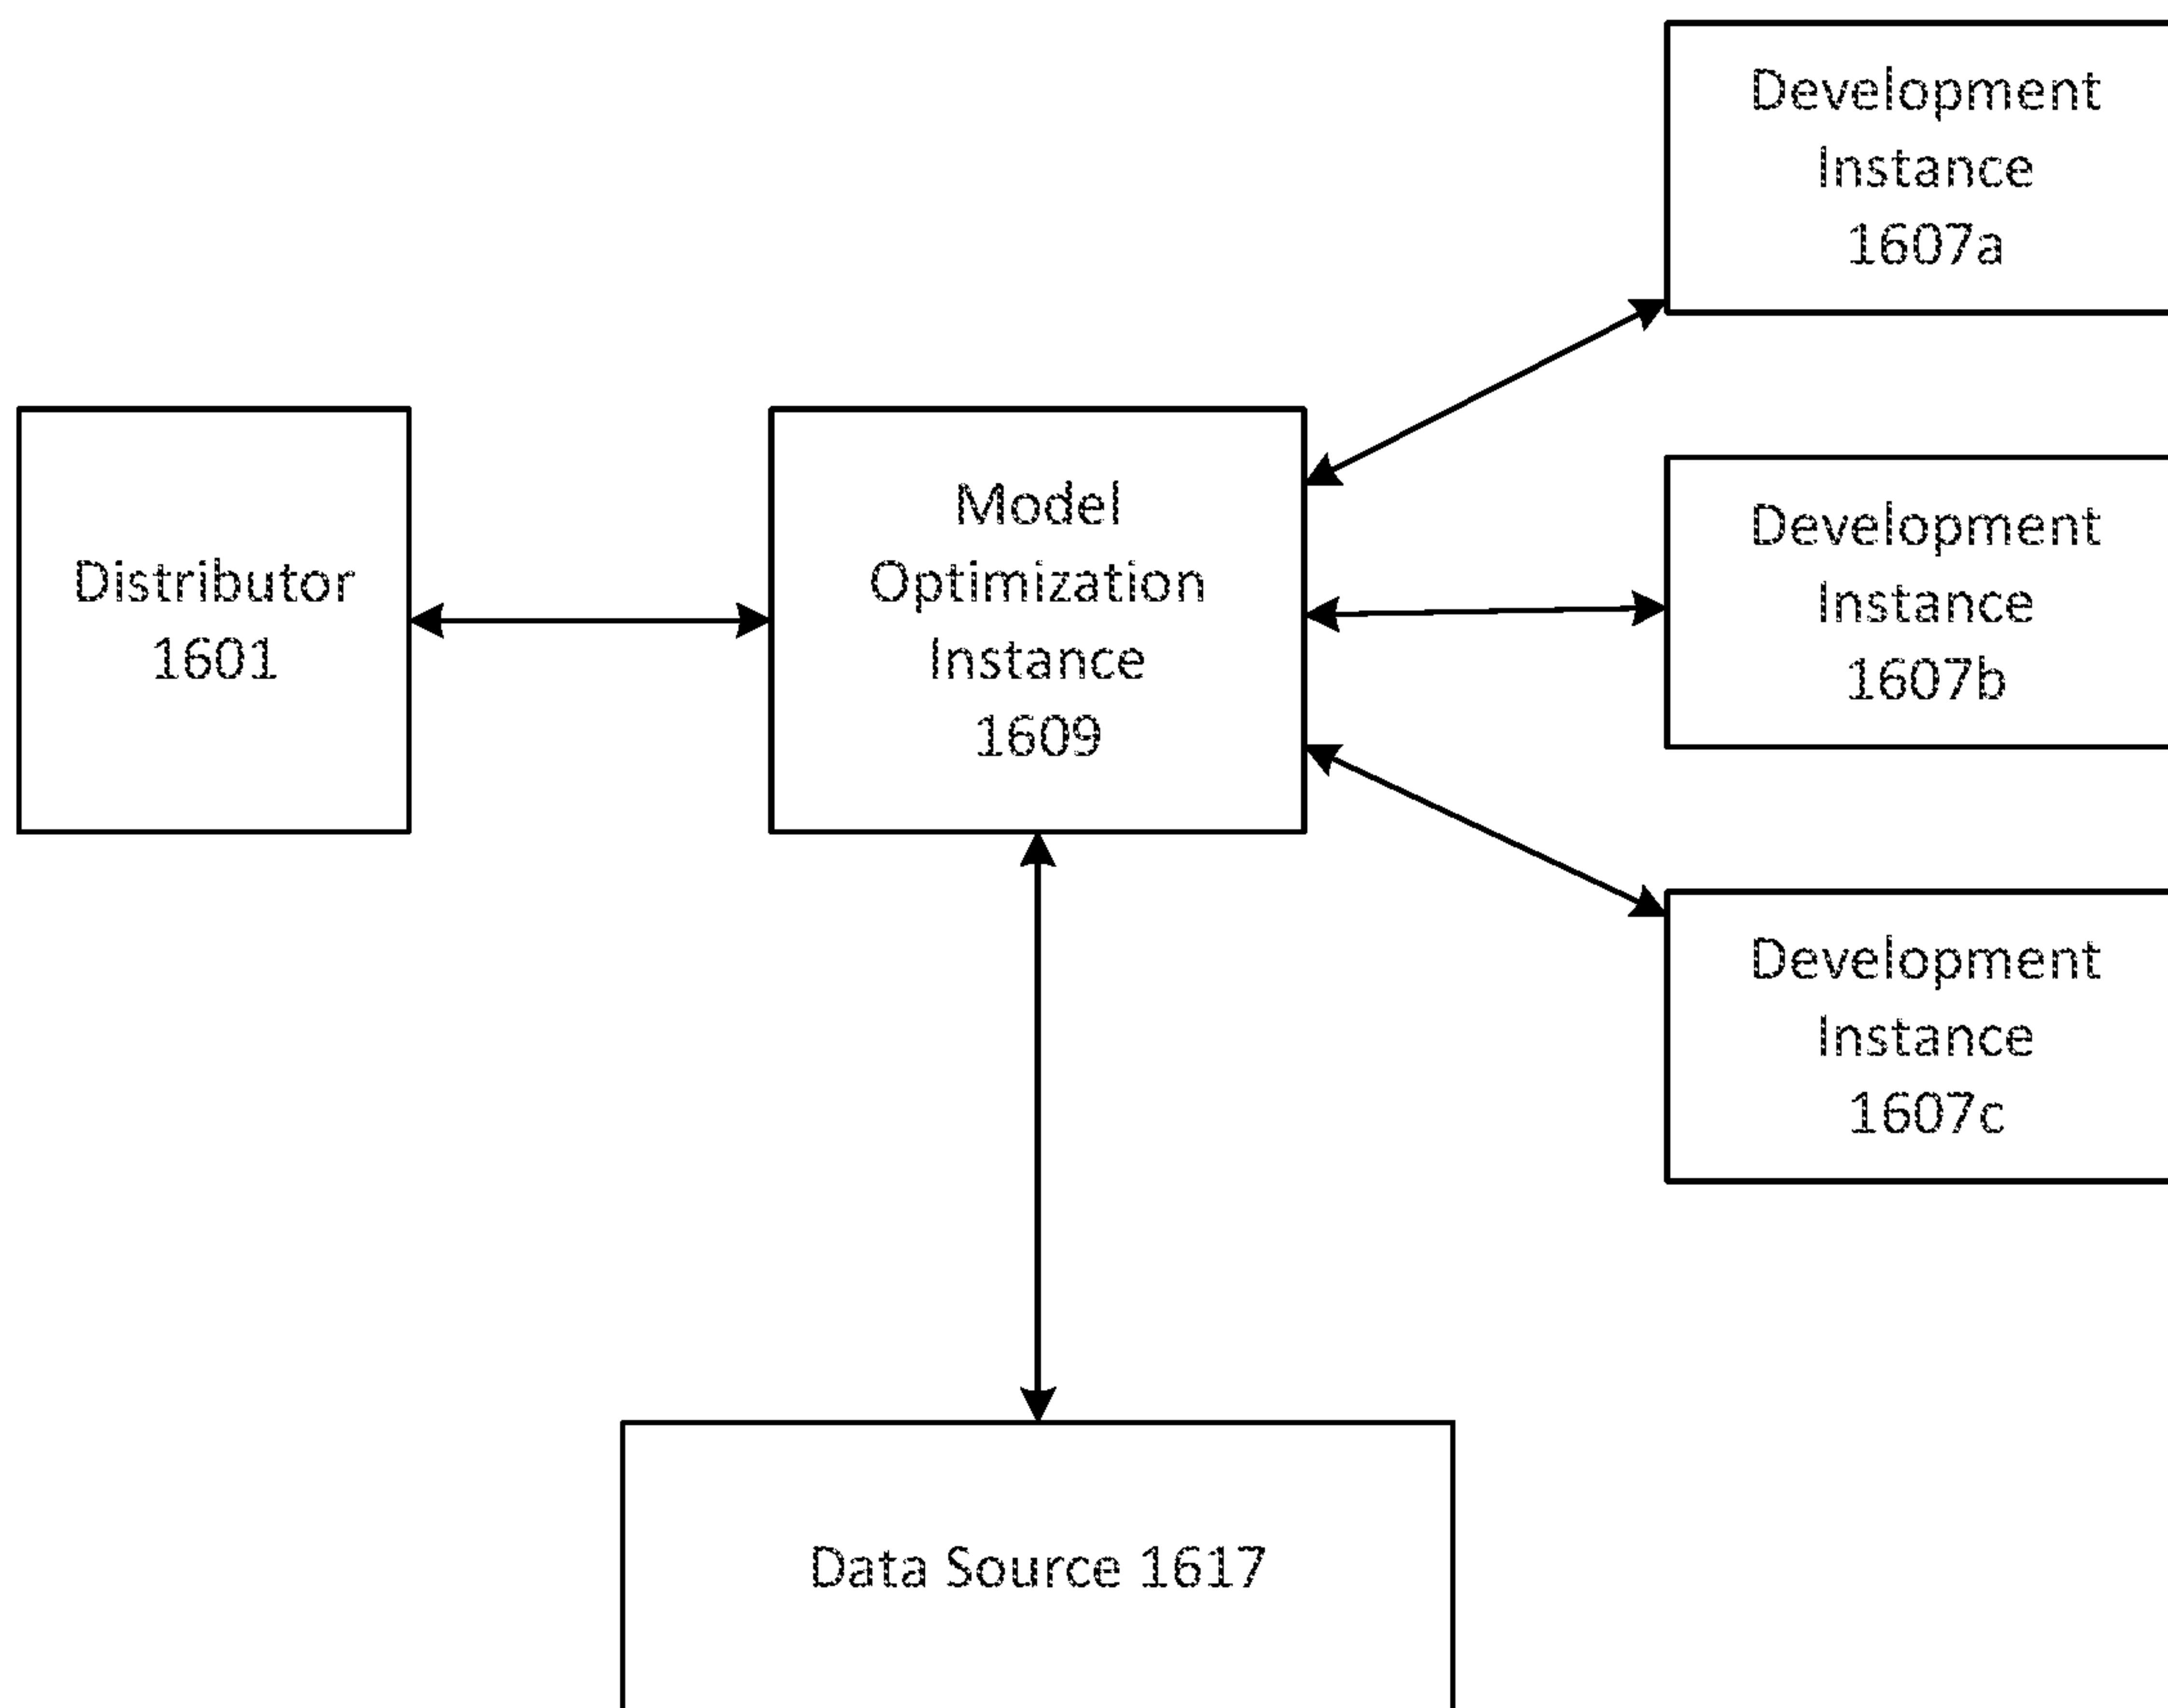 Development
Instance
1607a
Distributor
1601
Model
Optimization
Instance
1609
Development
Instance
1607b
Development
Instance
1607c
Data Source 1617